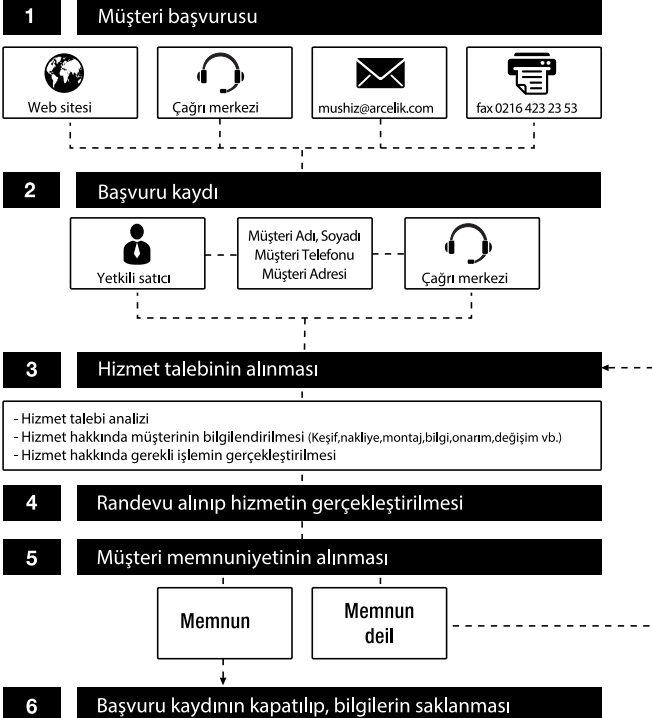 1 Müşteri başvurusu
Web sitesi
Çağrı merkezi
mushiz@arcelik.com
fax 0216 423 23 53
2 Başvuru kaydı
Yetkili satıcı
Müşteri Adı, Soyadı
Müşteri Telefonu
Müşteri Adresi
Çağrı merkezi
3 Hizmet talebinin alınması
- Hizmet talebi analizi
- Hizmet hakkında müşterinin bilgilendirilmesi (Keşif,nakliye,montaj,bilgi,onarım,değişim vb.)
- Hizmet hakkında gerekli işlemin gerçekleştirilmesi
4 Randevu alınıp hizmetin gerçekleştirilmesi
5 Müşteri memnuniyetinin alınması
Memnun
Memnun
deil
6 Başvuru kaydının kapatılıp, bilgilerin saklanması